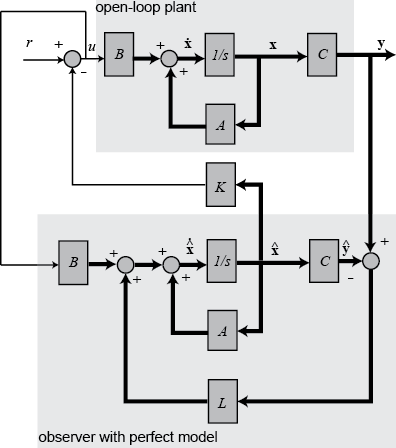 open-loop plant
r + - u B + + ẋ 1/s x C y
A
K
B + + + + x̂̇ 1/s x̂ C ŷ + -
A
L
observer with perfect model